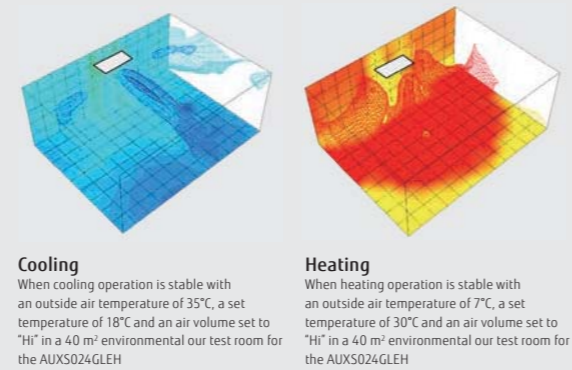 Cooling
When cooling operation is stable with
an outside air temperature of 35°C, a set
temperature of 18°C and an air volume set to
"Hi" in a 40 m² environmental our test room for
the AUXS024GLEH
Heating
When heating operation is stable with
an outside air temperature of 7°C, a set
temperature of 30°C and an air volume set to
"Hi" in a 40 m² environmental our test room for
the AUXS024GLEH